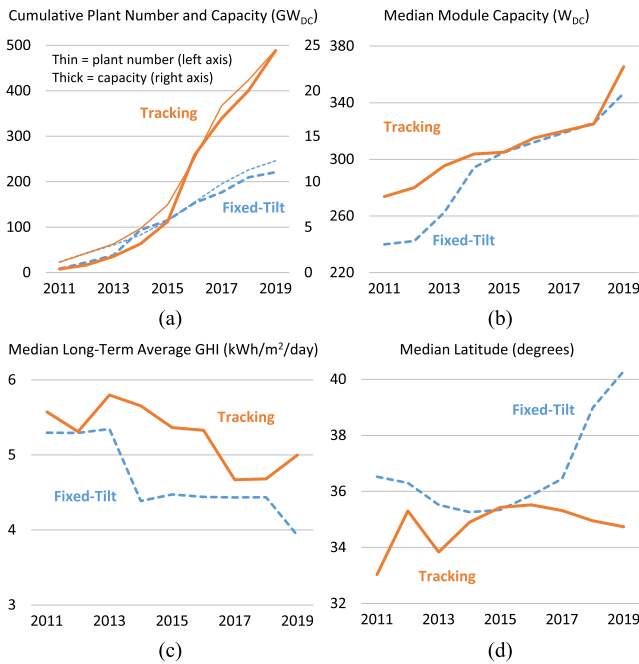 Cumulative Plant Number and Capacity (GWDC)
500
400
300
200
100
0
25
20
15
10
5
0
Thin = plant number (left axis)
Thick = capacity (right axis)
Tracking
Fixed-Tilt
2011 2013 2015 2017 2019
(a)
Median Module Capacity (WDC)
380
340
300
260
220
Tracking
Fixed-Tilt
2011 2013 2015 2017 2019
(b)
Median Long-Term Average GHI (kWh/m²/day)
6
5
4
3
Tracking
Fixed-Tilt
2011 2013 2015 2017 2019
(c)
Median Latitude (degrees)
40
38
36
34
32
Fixed-Tilt
Tracking
2011 2013 2015 2017 2019
(d)